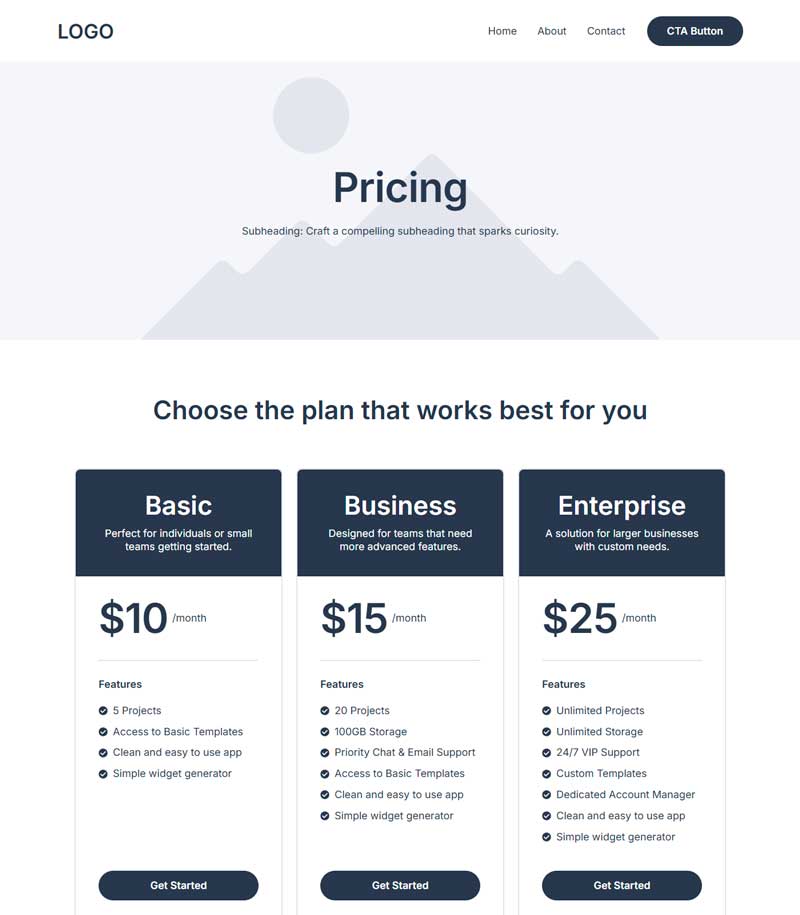 LOGO
Home
About
Contact
CTA Button
Pricing
Subheading: Craft a compelling subheading that sparks curiosity.
Choose the plan that works best for you
Basic
Perfect for individuals or small
teams getting started.
$10 /month
Features
5 Projects
Access to Basic Templates
Clean and easy to use app
Simple widget generator
Get Started
Business
Designed for teams that need
more advanced features.
$15 /month
Features
20 Projects
100GB Storage
Priority Chat & Email Support
Access to Basic Templates
Clean and easy to use app
Simple widget generator
Get Started
Enterprise
A solution for larger businesses
with custom needs.
$25 /month
Features
Unlimited Projects
Unlimited Storage
24/7 VIP Support
Custom Templates
Dedicated Account Manager
Clean and easy to use app
Simple widget generator
Get Started